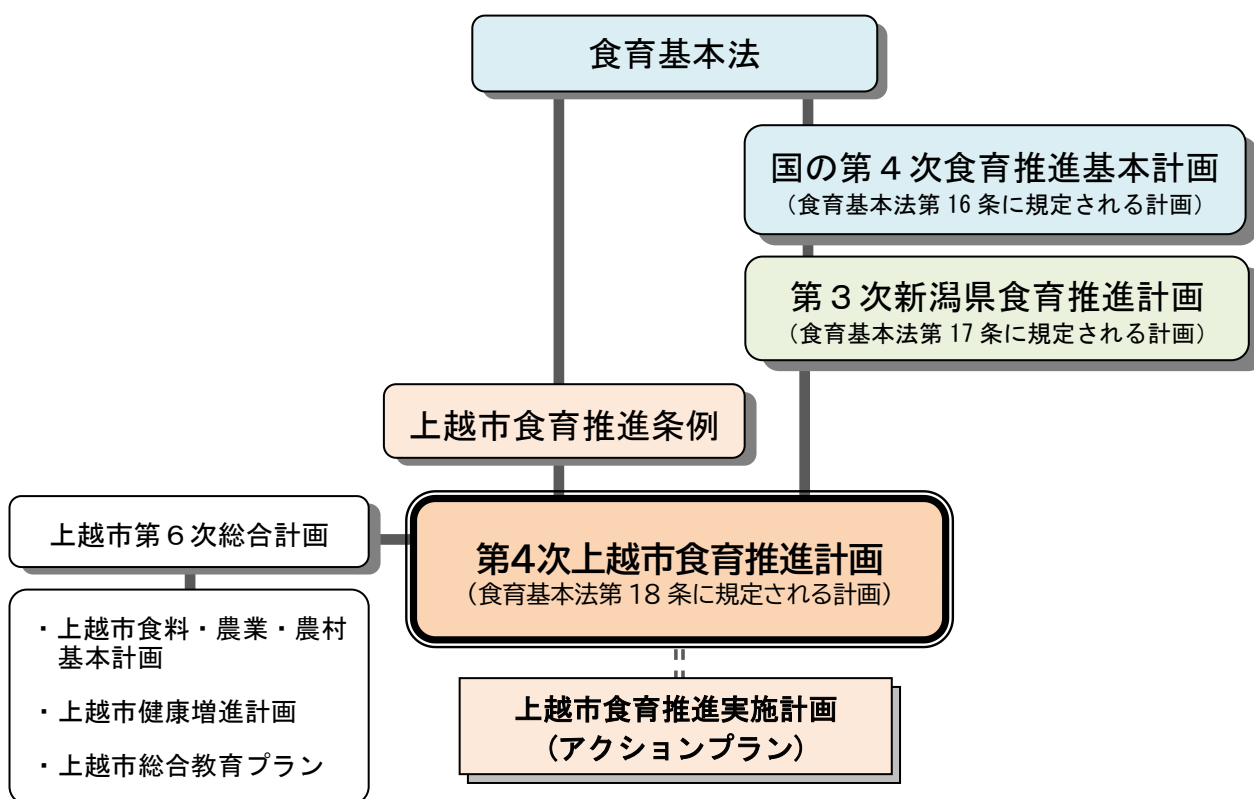 食育基本法
国の第４次食育推進基本計画
（食育基本法第 16 条に規定される計画）
第３次新潟県食育推進計画
（食育基本法第 17 条に規定される計画）
上越市食育推進条例
上越市第６次総合計画
第4次上越市食育推進計画
（食育基本法第 18 条に規定される計画）
・上越市食料・農業・農村
基本計画
・上越市健康増進計画
・上越市総合教育プラン
上越市食育推進実施計画
（アクションプラン）